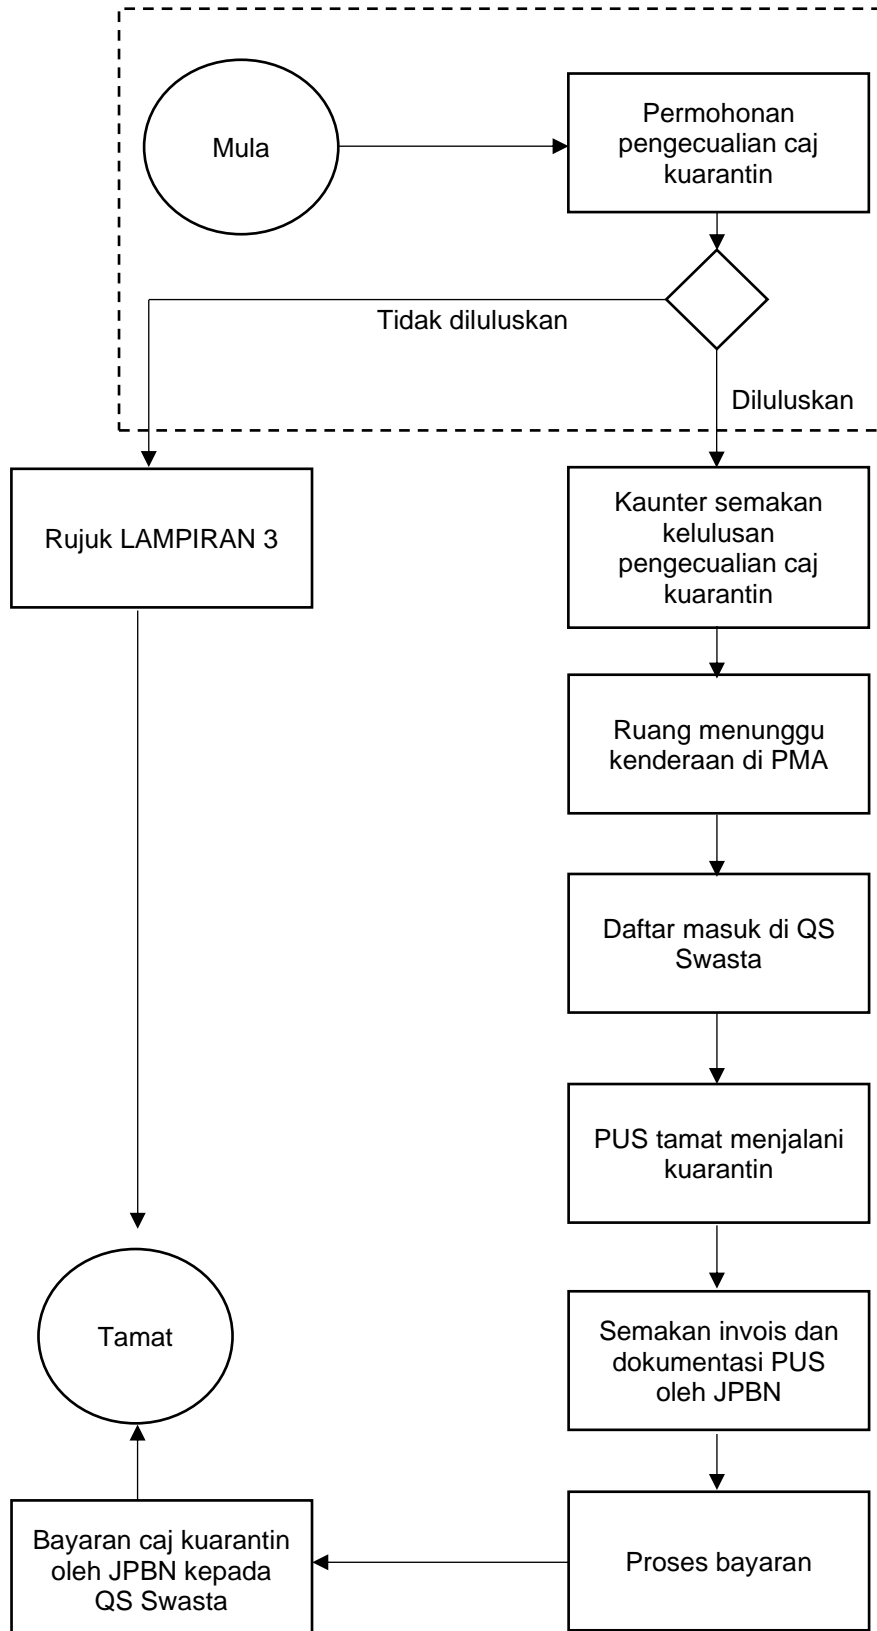 Mula
Permohonan
pengecualian caj
kuarantin
Tidak diluluskan
Diluluskan
Rujuk LAMPIRAN 3
Kaunter semakan
kelulusan
pengecualian caj
kuarantin
Ruang menunggu
kenderaan di PMA
Daftar masuk di QS
Swasta
PUS tamat menjalani
kuarantin
Tamat
Semakan invois dan
dokumentasi PUS
oleh JPBN
Proses bayaran
Bayaran caj kuarantin
oleh JPBN kepada
QS Swasta